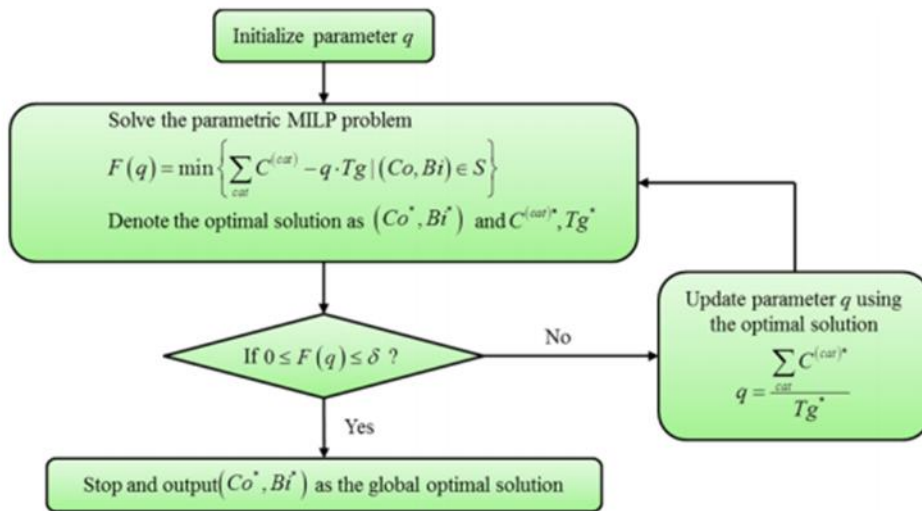 Initialize parameter q
Solve the parametric MILP problem
F(q) = min{∑_{cat} C^{(cat)} − q·Tg | (Co, Bi) ∈ S}
Denote the optimal solution as (Co^*, Bi^*) and C^{(cat)*}, Tg^*
If 0 ≤ F(q) ≤ δ ?
No
Update parameter q using
the optimal solution
q = ∑_{cat} C^{(cat)*} / Tg^*
Yes
Stop and output(Co^*, Bi^*) as the global optimal solution